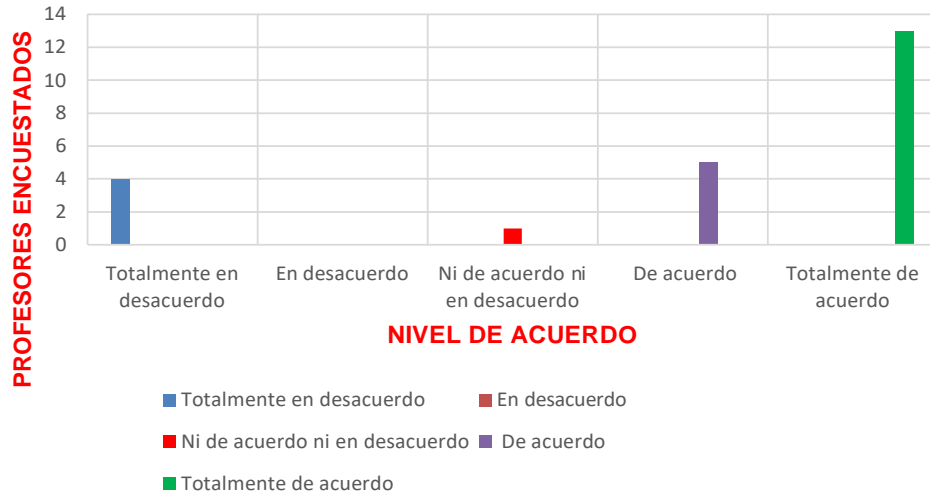 PROFESORES ENCUESTADOS
14
12
10
8
6
4
2
0
Totalmente en
desacuerdo
En desacuerdo
Ni de acuerdo ni
en desacuerdo
De acuerdo
Totalmente de
acuerdo
NIVEL DE ACUERDO
Totalmente en desacuerdo
En desacuerdo
Ni de acuerdo ni en desacuerdo
De acuerdo
Totalmente de acuerdo